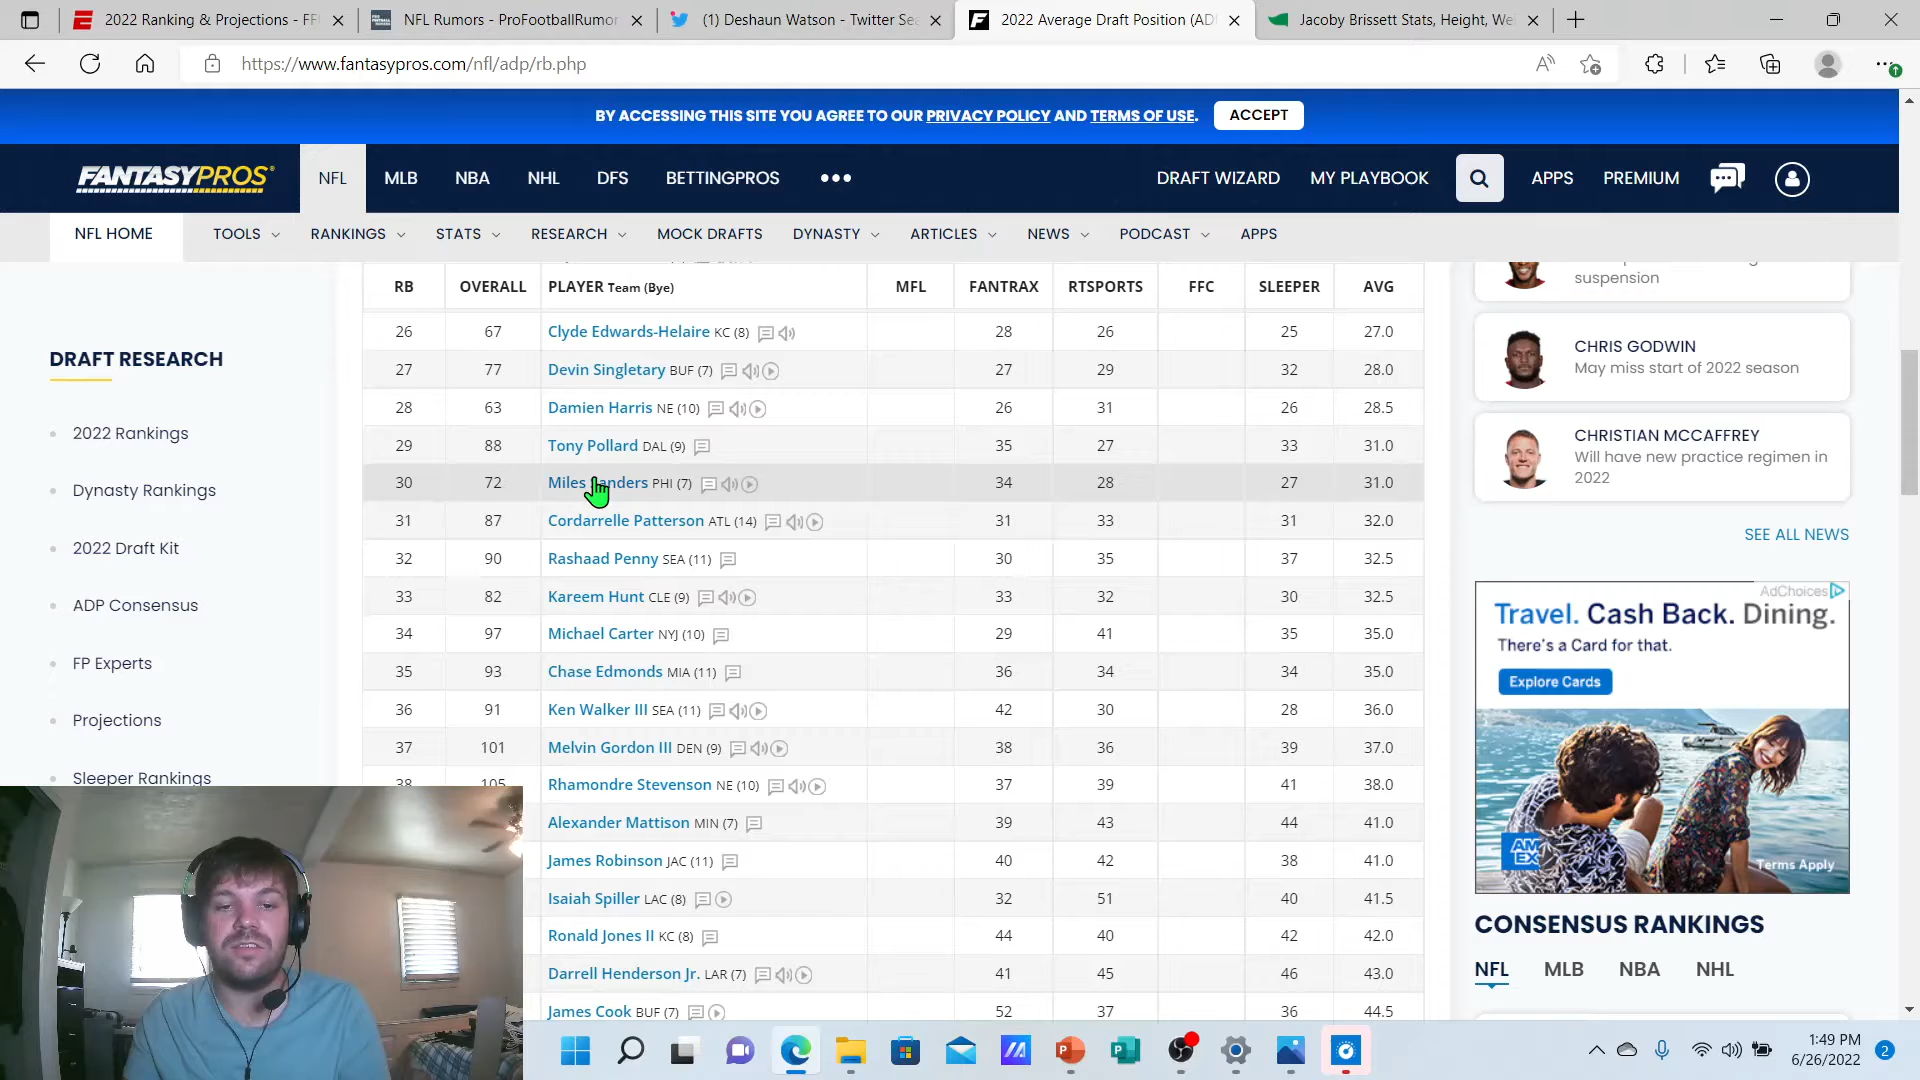 2022 Ranking & Projections - FF
NFL Rumors - ProFootballRumor
(1) Deshaun Watson - Twitter Sea
2022 Average Draft Position (ADP
Jacoby Brissett Stats, Height, We
https://www.fantasypros.com/nfl/adp/rb.php
BY ACCESSING THIS SITE YOU AGREE TO OUR PRIVACY POLICY AND TERMS OF USE. ACCEPT
FANTASYPROS NFL MLB NBA NHL DFS BETTINGPROS ••• DRAFT WIZARD MY PLAYBOOK APPS PREMIUM
NFL HOME TOOLS RANKINGS STATS RESEARCH MOCK DRAFTS DYNASTY ARTICLES NEWS PODCAST APPS
DRAFT RESEARCH
2022 Rankings
Dynasty Rankings
2022 Draft Kit
ADP Consensus
FP Experts
Projections
Sleeper Rankings
RB OVERALL PLAYER Team (Bye) MFL FANTRAX RTSPORTS FFC SLEEPER AVG
26 67 Clyde Edwards-Helaire KC (8) 28 26 25 27.0
27 77 Devin Singletary BUF (7) 27 29 32 28.0
28 63 Damien Harris NE (10) 26 31 26 28.5
29 88 Tony Pollard DAL (9) 35 27 33 31.0
30 72 Miles Sanders PHI (7) 34 28 27 31.0
31 87 Cordarrelle Patterson ATL (14) 31 33 31 32.0
32 90 Rashaad Penny SEA (11) 30 35 37 32.5
33 82 Kareem Hunt CLE (9) 33 32 30 32.5
34 97 Michael Carter NYJ (10) 29 41 35 35.0
35 93 Chase Edmonds MIA (11) 36 34 34 35.0
36 91 Ken Walker III SEA (11) 42 30 28 36.0
37 101 Melvin Gordon III DEN (9) 38 36 39 37.0
38 105 Rhamondre Stevenson NE (10) 37 39 41 38.0
Alexander Mattison MIN (7) 39 43 44 41.0
James Robinson JAC (11) 40 42 38 41.0
Isaiah Spiller LAC (8) 32 51 40 41.5
Ronald Jones II KC (8) 44 40 42 42.0
Darrell Henderson Jr. LAR (7) 41 45 46 43.0
James Cook BUF (7) 52 37 36 44.5
suspension
CHRIS GODWIN
May miss start of 2022 season
CHRISTIAN MCCAFFREY
Will have new practice regimen in
2022
SEE ALL NEWS
AdChoices
Travel. Cash Back. Dining.
There's a Card for that.
Explore Cards
AM
EX
Terms Apply
CONSENSUS RANKINGS
NFL MLB NBA NHL
1:49 PM
6/26/2022
2